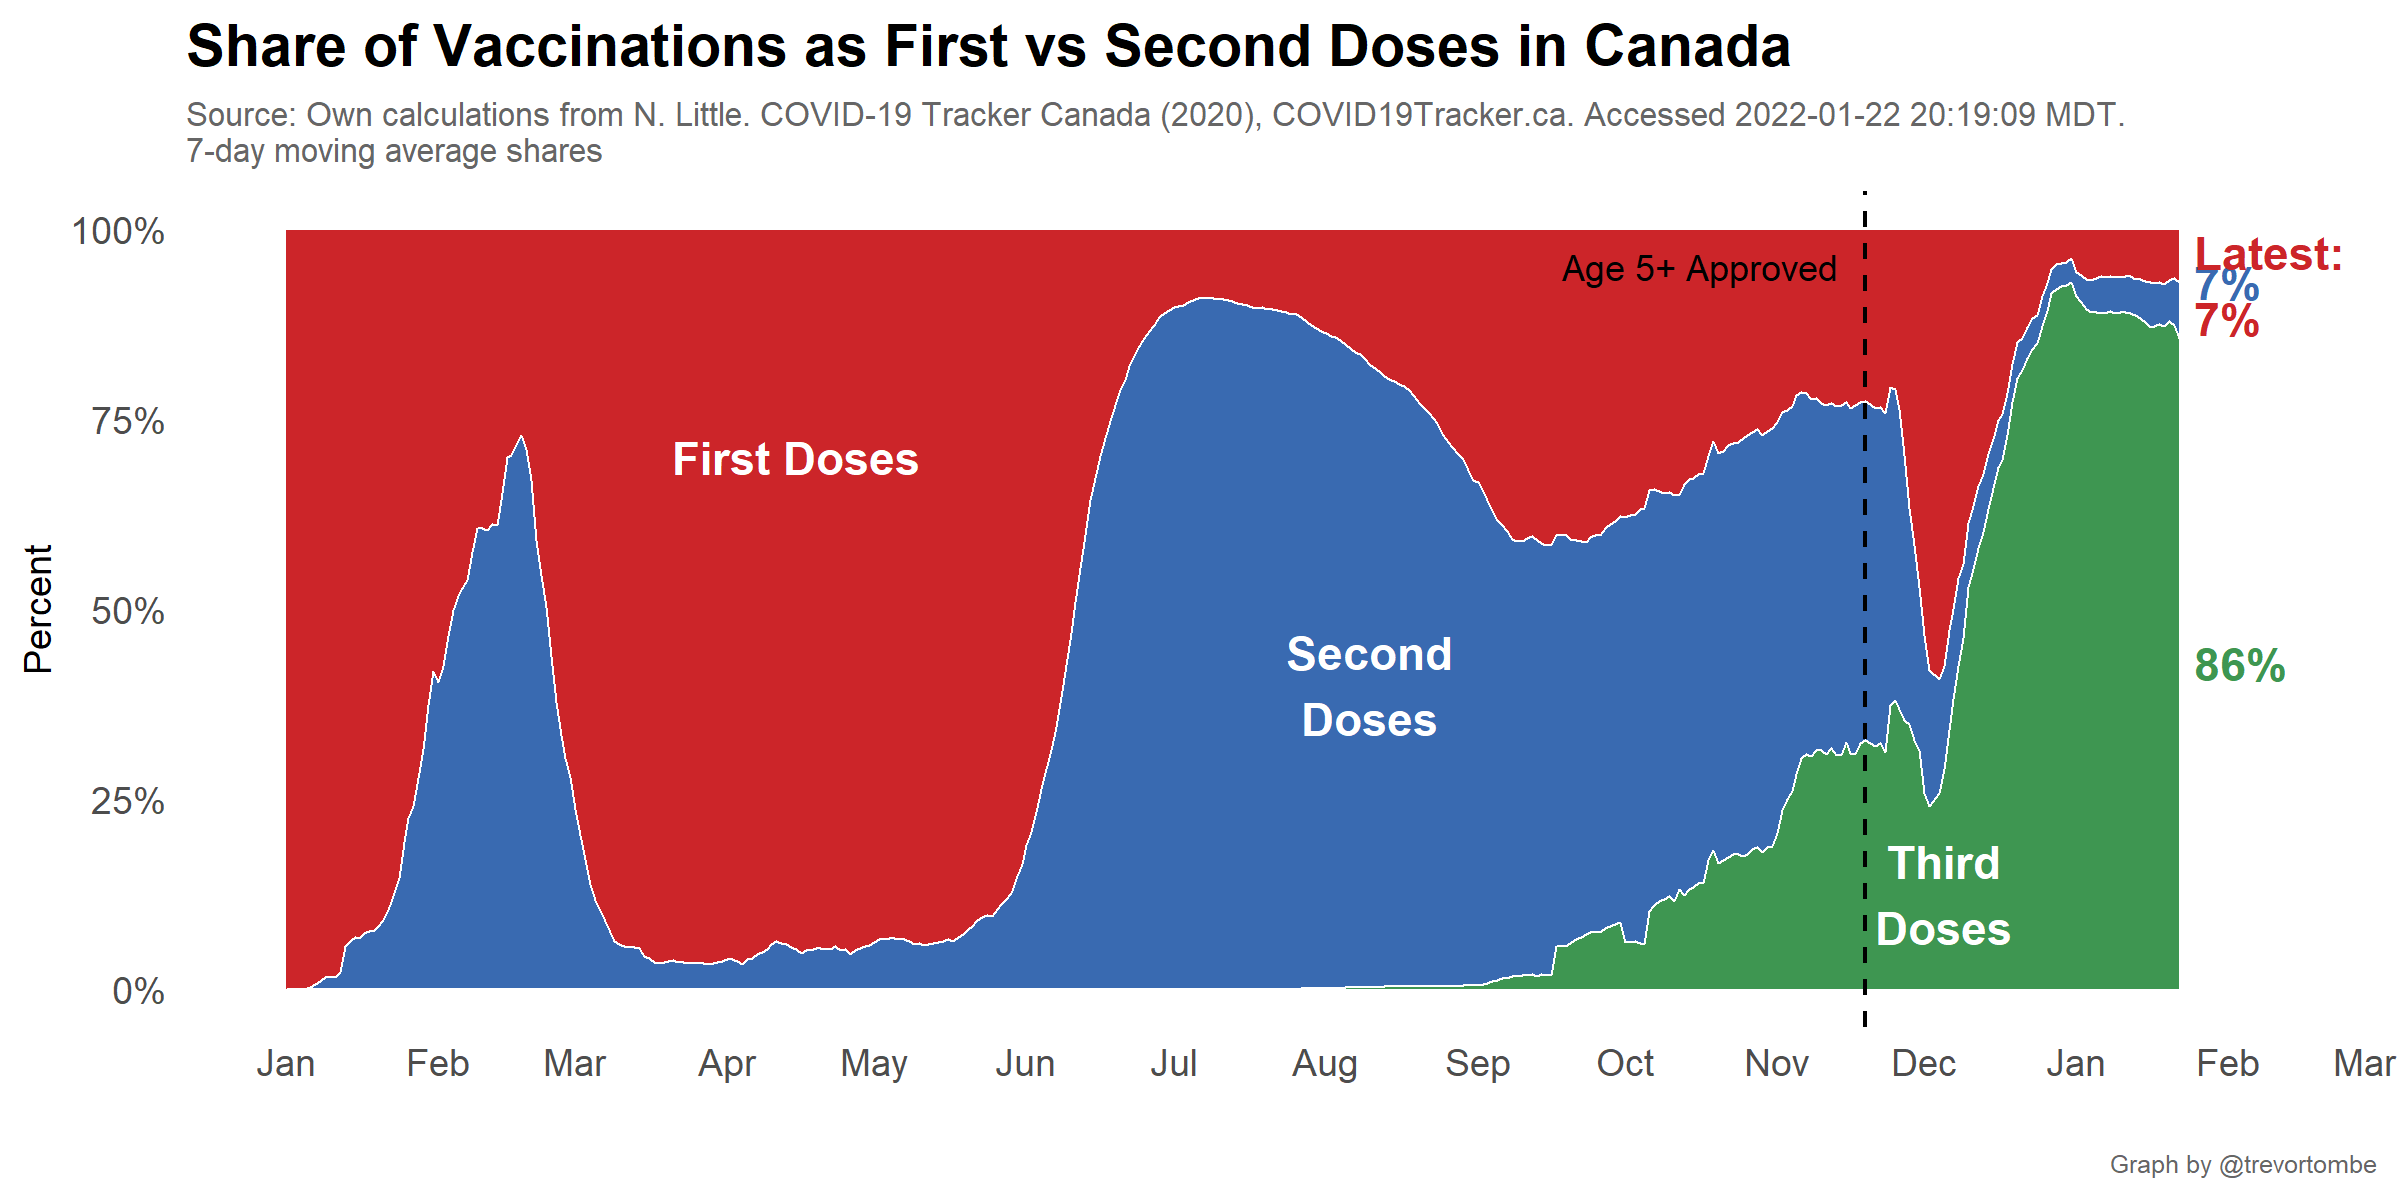 Share of Vaccinations as First vs Second Doses in Canada
Source: Own calculations from N. Little. COVID-19 Tracker Canada (2020), COVID19Tracker.ca. Accessed 2022-01-22 20:19:09 MDT.
7-day moving average shares
100%
75%
50%
25%
0%
Percent
Age 5+ Approved
First Doses
Second
Doses
Third
Doses
Latest:
7%
7%
86%
Jan Feb Mar Apr May Jun Jul Aug Sep Oct Nov Dec Jan Feb Mar
Graph by @trevortombe